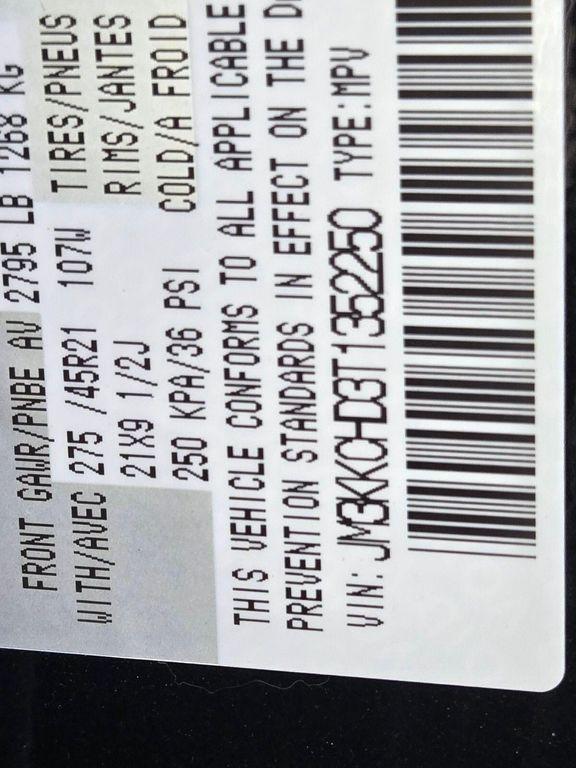 FRONT GAWR/PNBE AV 2795 LB 1268 KG
WITH/AVEC 275 /45R21 107W TIRES/PNEUS
21X9 1/2J RIMS/JANTES
250 KPA/36 PSI COLD/A FROID
THIS VEHICLE CONFORMS TO ALL APPLICABLE
PREVENTION STANDARDS IN EFFECT ON THE
VIN: JM3KKCHD3T1352250 TYPE:MPV